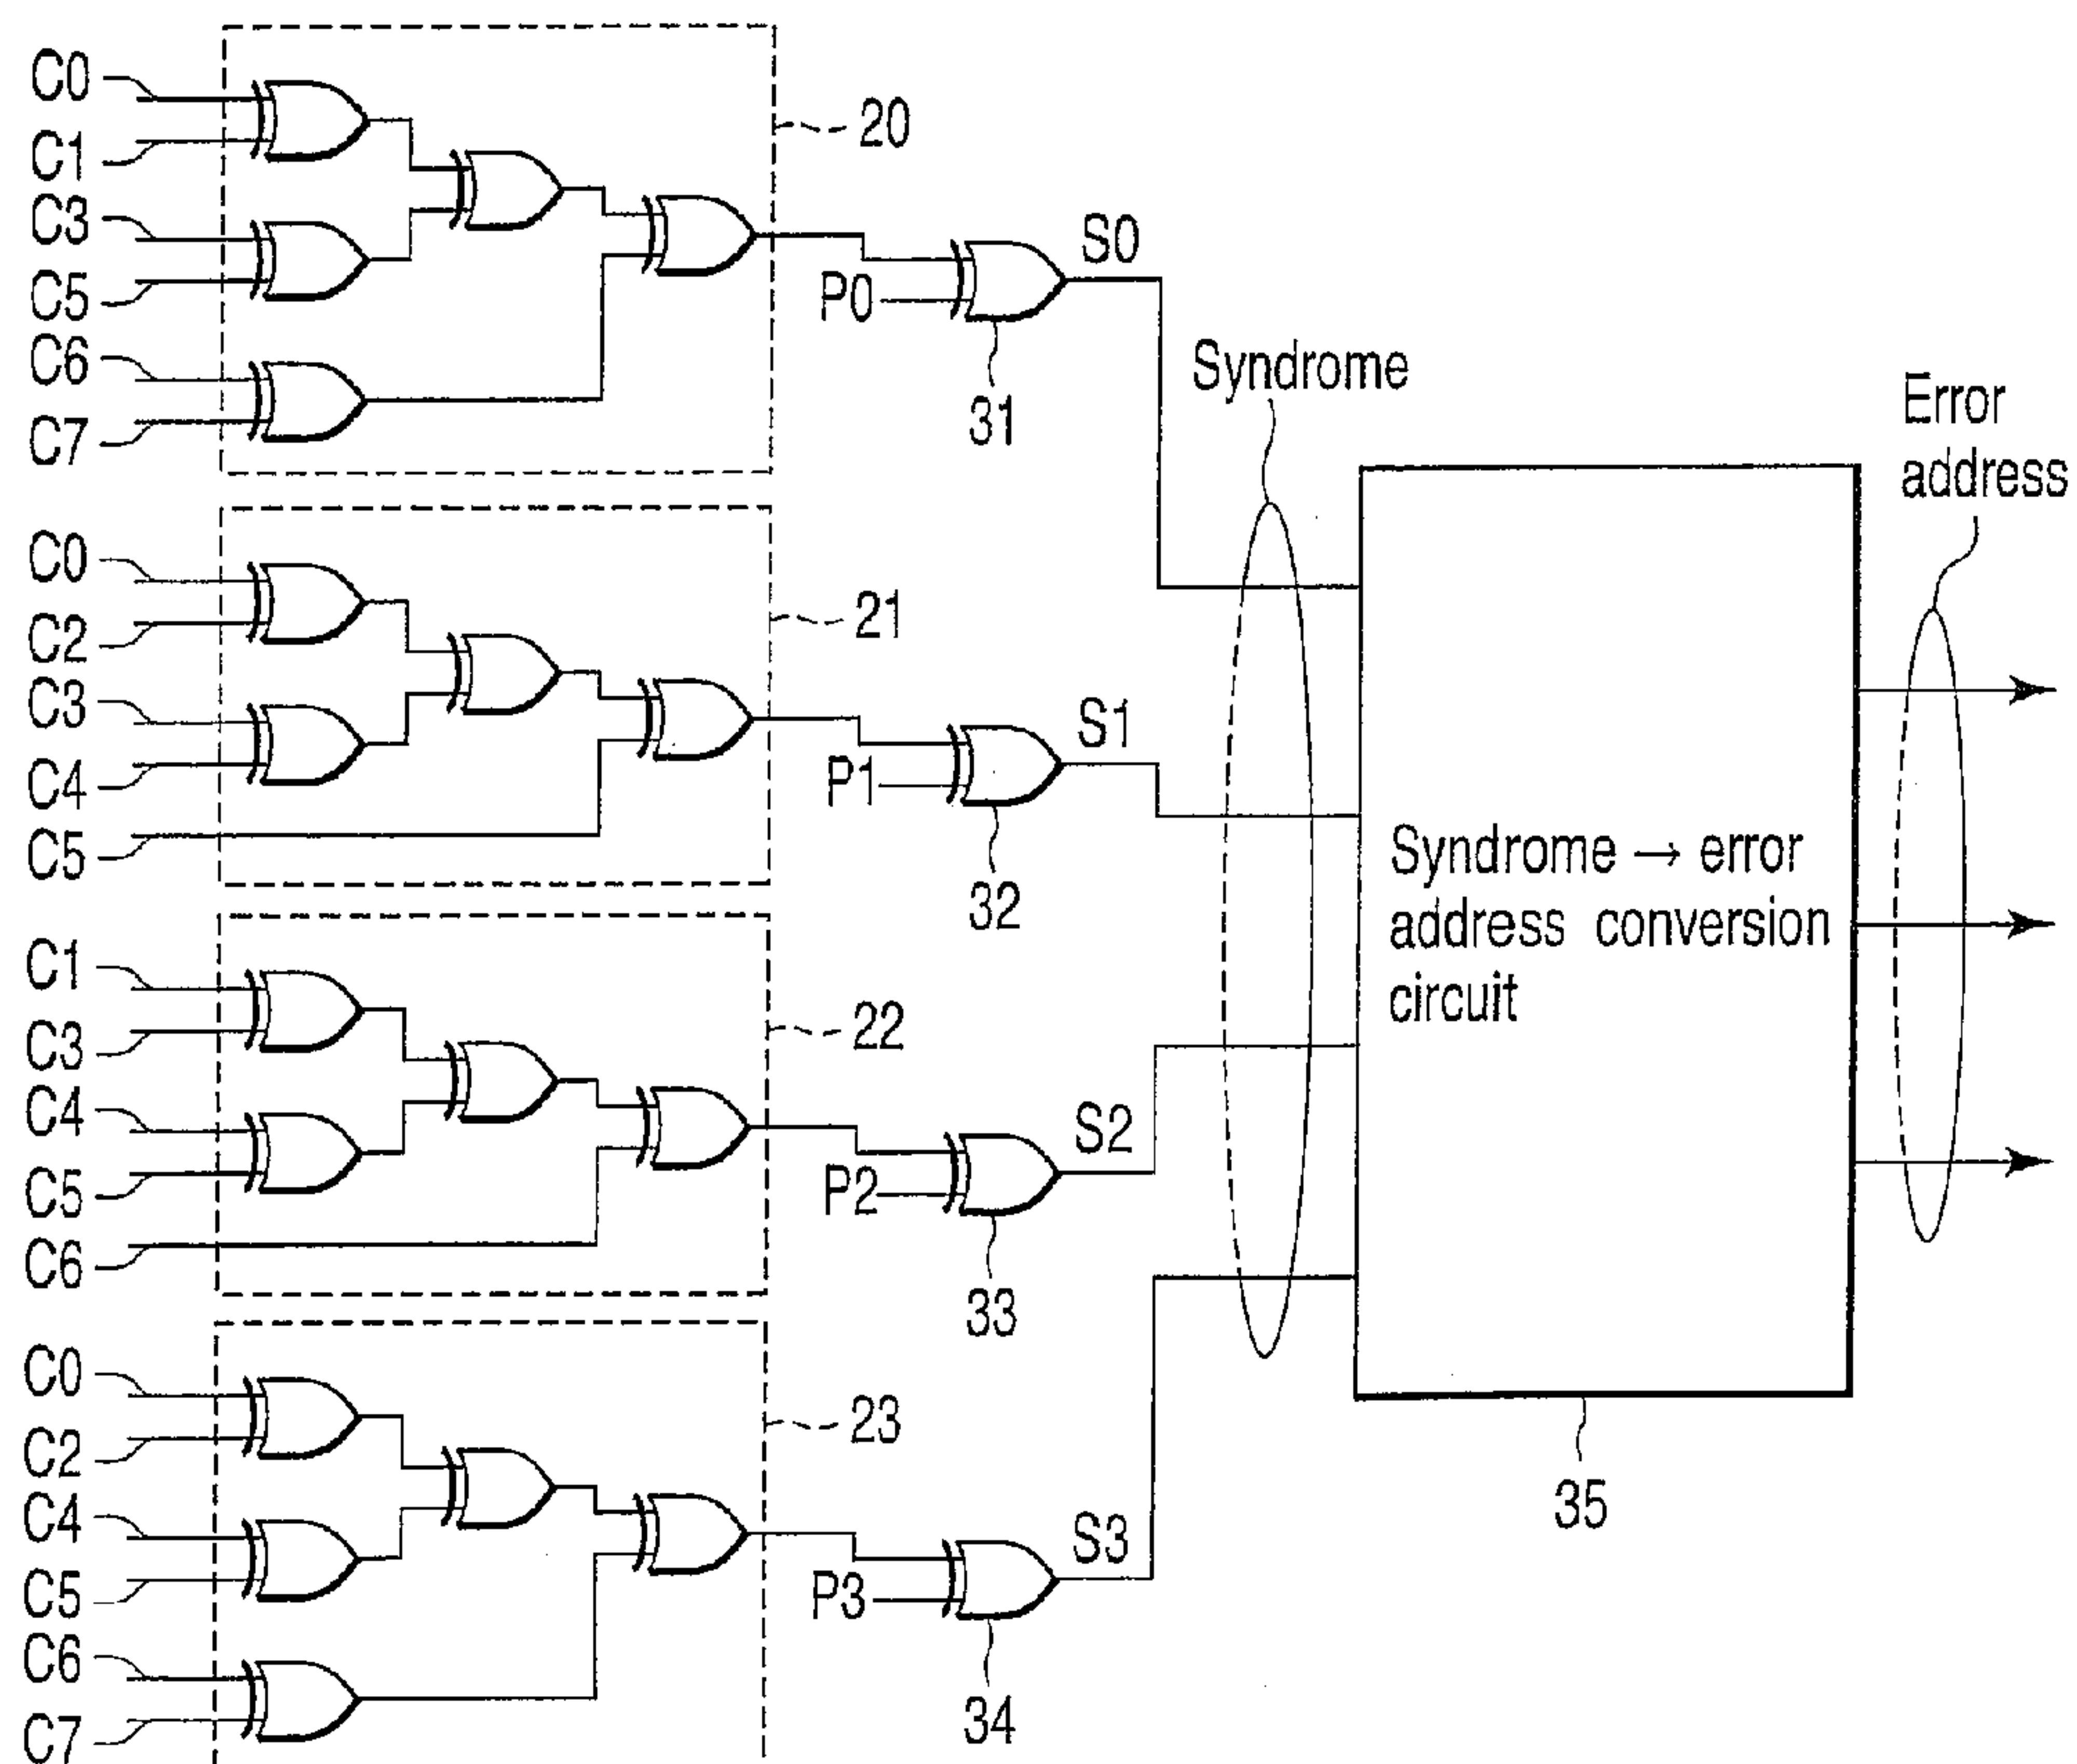 C0
C1
C3
C5
C6
C7
20
P0
S0
31
Syndrome
Error
address
C0
C2
C3
C4
C5
21
P1
S1
32
Syndrome → error
address conversion
circuit
C1
C3
C4
C5
C6
22
P2
S2
33
C0
C2
C4
C5
C6
C7
23
P3
S3
34
35